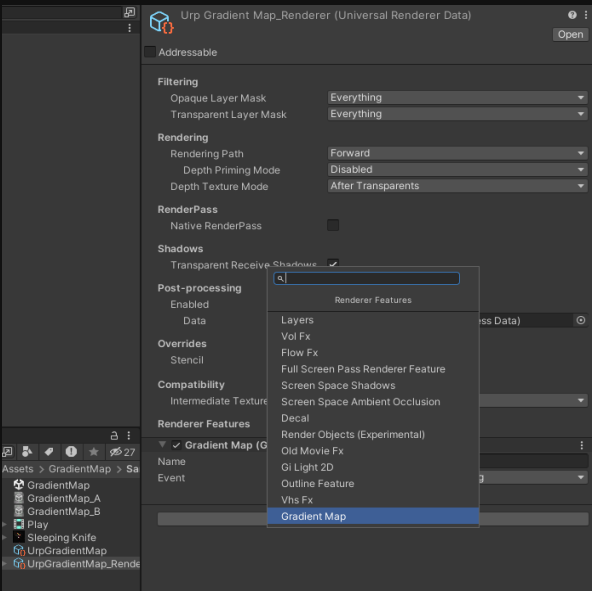 Urp Gradient Map_Renderer (Universal Renderer Data)
Open
Addressable
Filtering
Opaque Layer Mask Everything
Transparent Layer Mask Everything
Rendering
Rendering Path Forward
Depth Priming Mode Disabled
Depth Texture Mode After Transparents
RenderPass
Native RenderPass
Shadows
Transparent Receive Shadows
Post-processing
Enabled
Data ess Data)
Overrides
Stencil
Compatibility
Intermediate Texture
Renderer Features
Gradient Map (G
Name
Event g
Renderer Features
Layers
Vol Fx
Flow Fx
Full Screen Pass Renderer Feature
Screen Space Shadows
Screen Space Ambient Occlusion
Decal
Render Objects (Experimental)
Old Movie Fx
Gi Light 2D
Outline Feature
Vhs Fx
Gradient Map
27
Assets > GradientMap > Sa
GradientMap
GradientMap_A
GradientMap_B
Play
Sleeping Knife
UrpGradientMap
UrpGradientMap_Rende